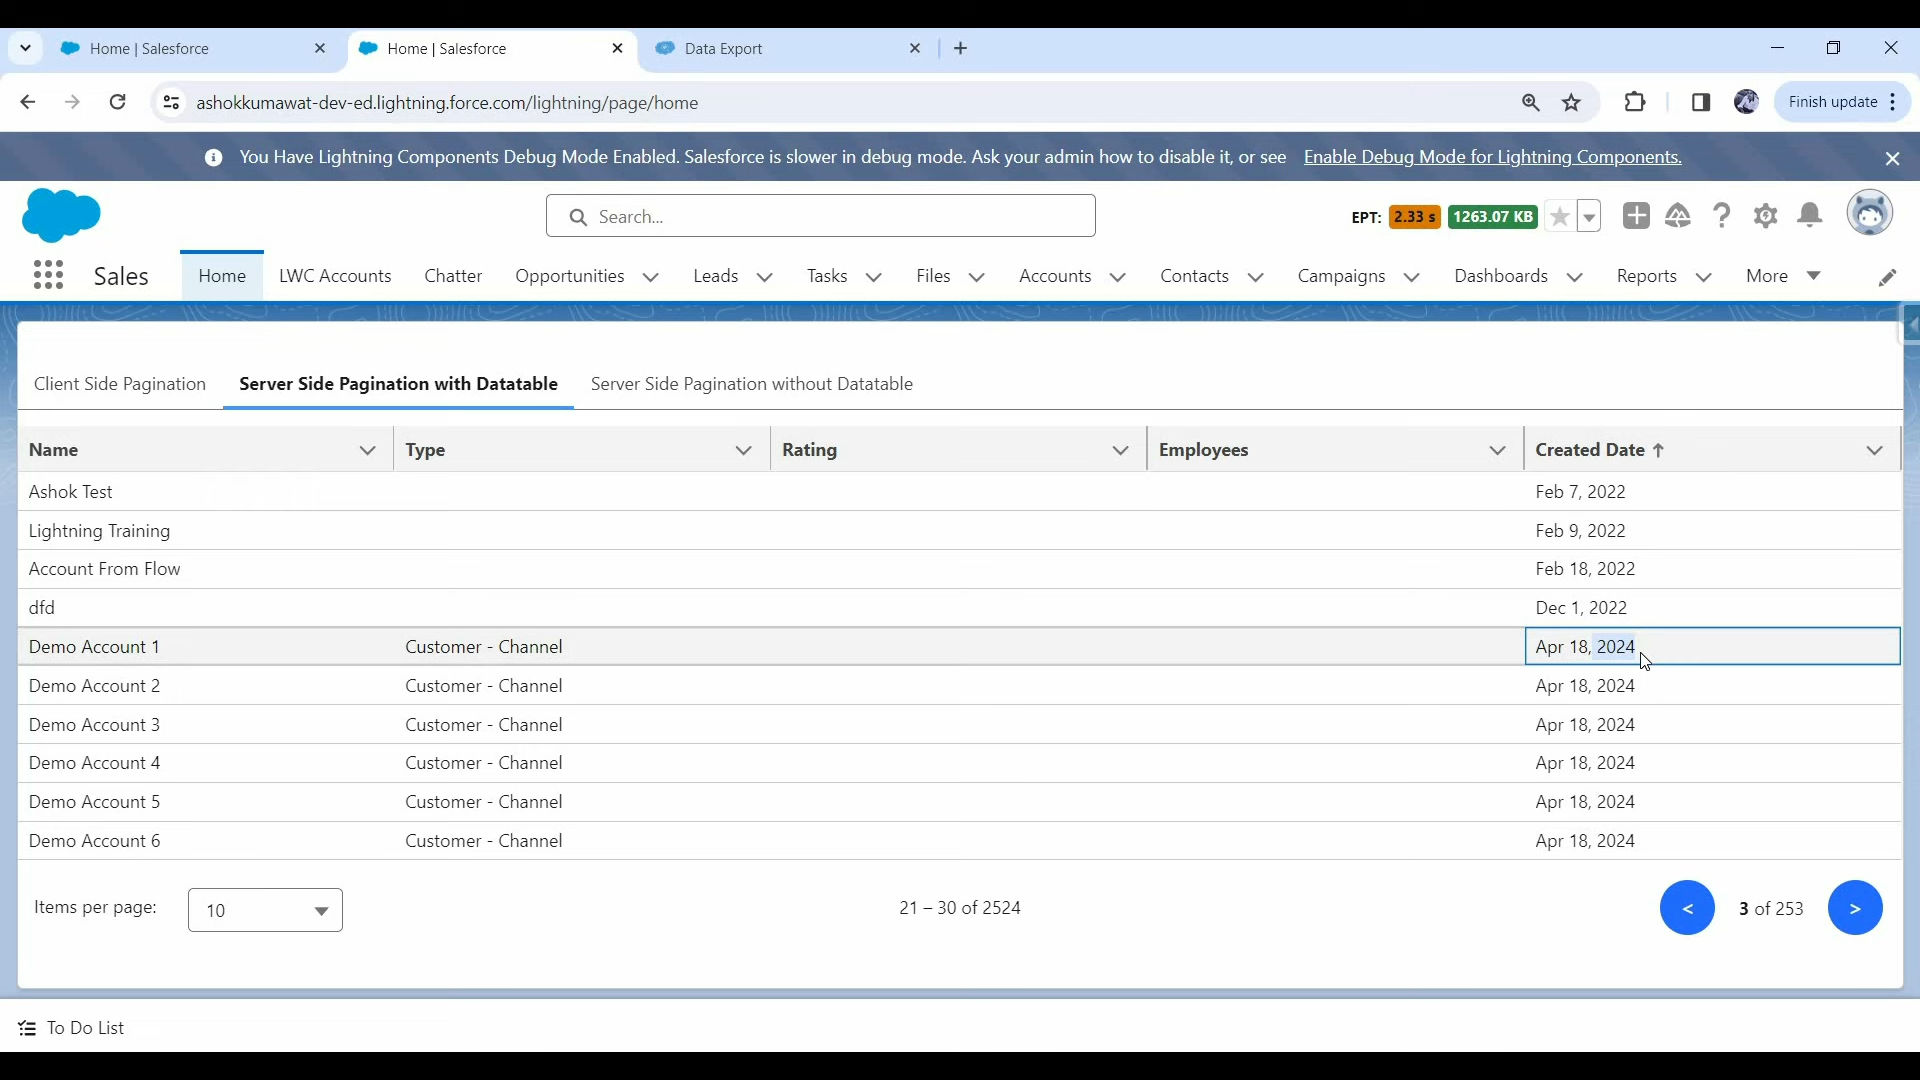 Home | Salesforce
Home | Salesforce
Data Export
ashokkumawat-dev-ed.lightning.force.com/lightning/page/home
Finish update
You Have Lightning Components Debug Mode Enabled. Salesforce is slower in debug mode. Ask your admin how to disable it, or see Enable Debug Mode for Lightning Components.
Search...
EPT: 2.33 s 1263.07 KB
Sales Home LWC Accounts Chatter Opportunities Leads Tasks Files Accounts Contacts Campaigns Dashboards Reports More
Client Side Pagination Server Side Pagination with Datatable Server Side Pagination without Datatable
Name Type Rating Employees Created Date
Ashok Test Feb 7, 2022
Lightning Training Feb 9, 2022
Account From Flow Feb 18, 2022
dfd Dec 1, 2022
Demo Account 1 Customer - Channel Apr 18, 2024
Demo Account 2 Customer - Channel Apr 18, 2024
Demo Account 3 Customer - Channel Apr 18, 2024
Demo Account 4 Customer - Channel Apr 18, 2024
Demo Account 5 Customer - Channel Apr 18, 2024
Demo Account 6 Customer - Channel Apr 18, 2024
Items per page: 10 21 – 30 of 2524 < 3 of 253 >
To Do List